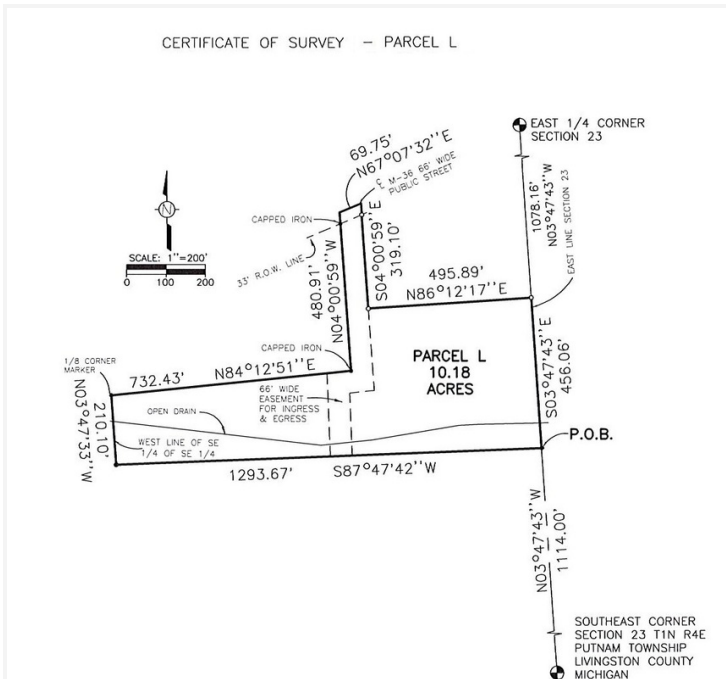 CERTIFICATE OF SURVEY – PARCEL L
EAST 1/4 CORNER
SECTION 23
69.75'
N67°07'32"E
℄ M-36 66' WIDE
PUBLIC STREET
1078.16'
N03°47'43"W
EAST LINE SECTION 23
N
SCALE: 1"=200'
0 100 200
CAPPED IRON
33' R.O.W. LINE
480.91'
N04°00'59"W
S04°00'59"E
319.10'
495.89'
N86°12'17"E
CAPPED IRON
PARCEL L
10.18
ACRES
S03°47'43"E
456.06'
1/8 CORNER
MARKER
732.43'
N84°12'51"E
66' WIDE
EASEMENT
FOR INGRESS
& EGRESS
N03°47'33"W
210.10'
OPEN DRAIN
WEST LINE OF SE
1/4 OF SE 1/4
P.O.B.
1293.67'
S87°47'42"W
N03°47'43"W
1114.00'
SOUTHEAST CORNER
SECTION 23 T1N R4E
PUTNAM TOWNSHIP
LIVINGSTON COUNTY
MICHIGAN